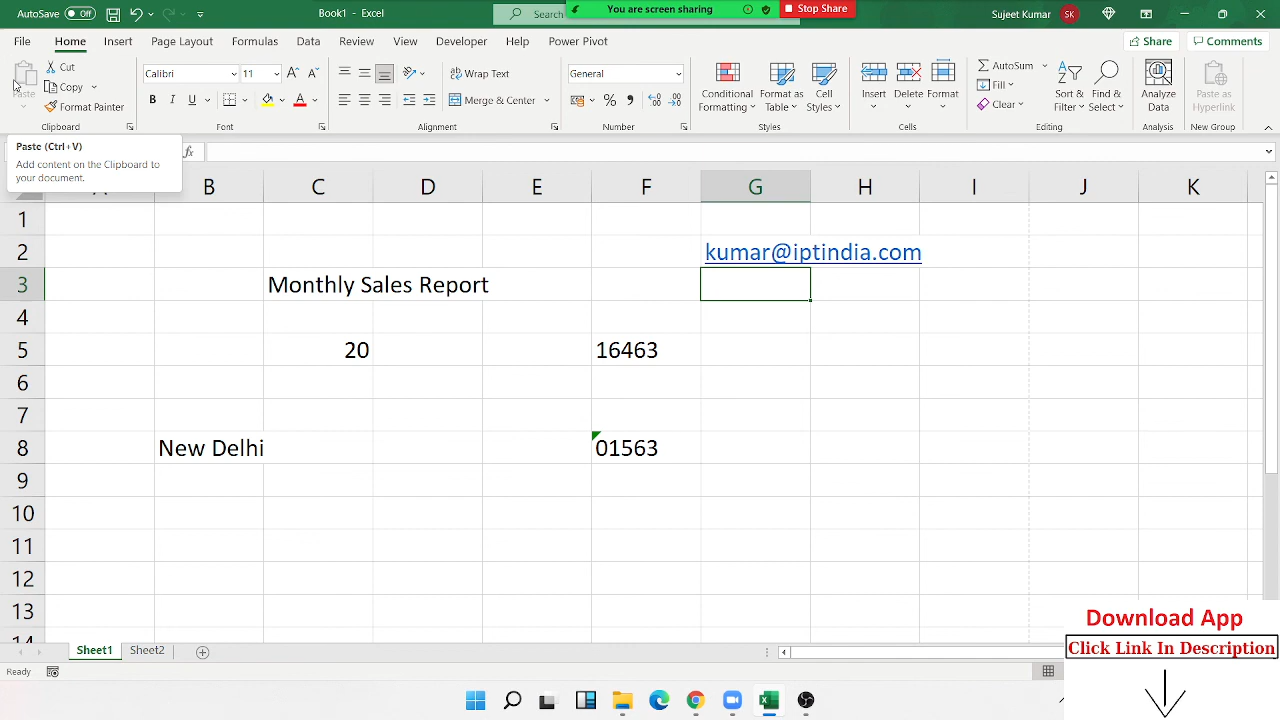 AutoSave Off
Book1 - Excel
Search
You are screen sharing
Stop Share
Sujeet Kumar
SK
File
Home
Insert
Page Layout
Formulas
Data
Review
View
Developer
Help
Power Pivot
Share
Comments
Paste
Cut
Copy
Format Painter
Clipboard
Calibri
11
B I U
Font
Wrap Text
Merge & Center
Alignment
General
Number
Conditional Formatting
Format as Table
Cell Styles
Styles
Insert
Delete
Format
Cells
AutoSum
Fill
Clear
Sort & Filter
Find & Select
Editing
Analyze Data
Analysis
Paste as Hyperlink
New Group
Paste (Ctrl+V)
Add content on the Clipboard to
your document.
fx
B C D E F G H I J K
1
2 kumar@iptindia.com
3 Monthly Sales Report
4
5 20 16463
6
7
8 New Delhi 01563
9
10
11
12
13
14
Sheet1
Sheet2
Ready
Download App
Click Link In Description